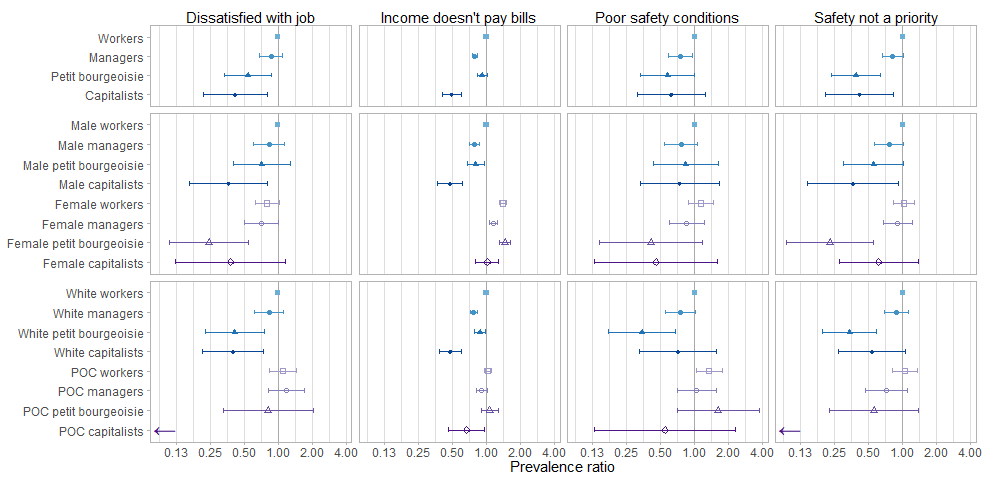 Dissatisfied with job Income doesn't pay bills Poor safety conditions Safety not a priority
Workers
Managers
Petit bourgeoisie
Capitalists
Male workers
Male managers
Male petit bourgeoisie
Male capitalists
Female workers
Female managers
Female petit bourgeoisie
Female capitalists
White workers
White managers
White petit bourgeoisie
White capitalists
POC workers
POC managers
POC petit bourgeoisie
POC capitalists
0.13 0.25 0.50 1.00 2.00 4.00 0.13 0.25 0.50 1.00 2.00 4.00 0.13 0.25 0.50 1.00 2.00 4.00 0.13 0.25 0.50 1.00 2.00 4.00
Prevalence ratio